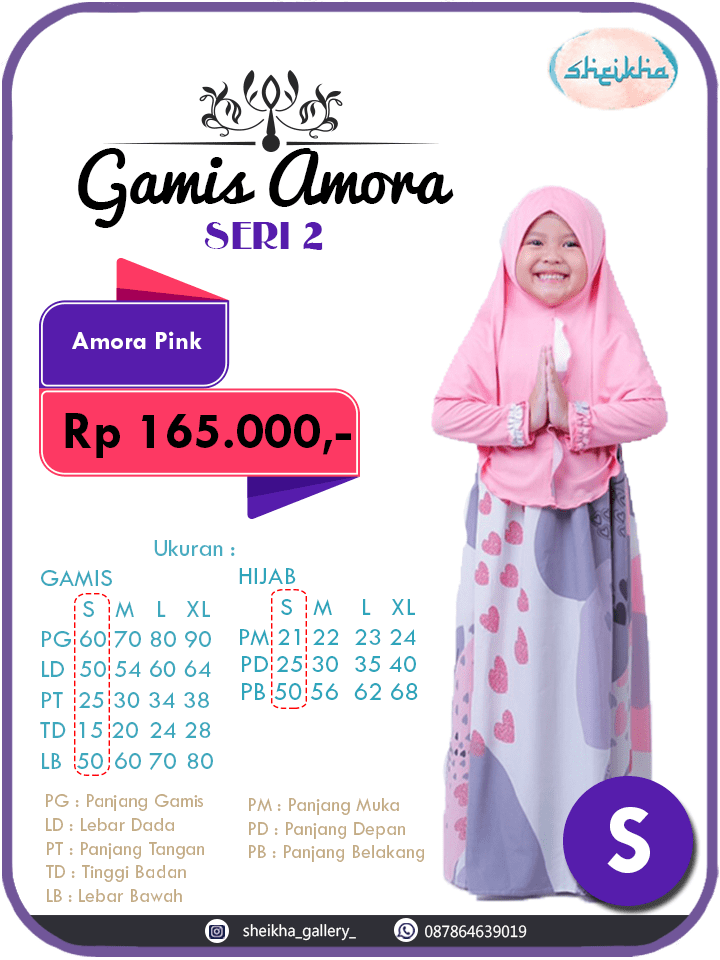 sheikha
Gamis Amora
SERI 2
Amora Pink
Rp 165.000,-
Ukuran :
GAMIS
S M L XL
PG 60 70 80 90
LD 50 54 60 64
PT 25 30 34 38
TD 15 20 24 28
LB 50 60 70 80
HIJAB
S M L XL
PM 21 22 23 24
PD 25 30 35 40
PB 50 56 62 68
PG : Panjang Gamis
LD : Lebar Dada
PT : Panjang Tangan
TD : Tinggi Badan
LB : Lebar Bawah
PM : Panjang Muka
PD : Panjang Depan
PB : Panjang Belakang
S
sheikha_gallery_
087864639019